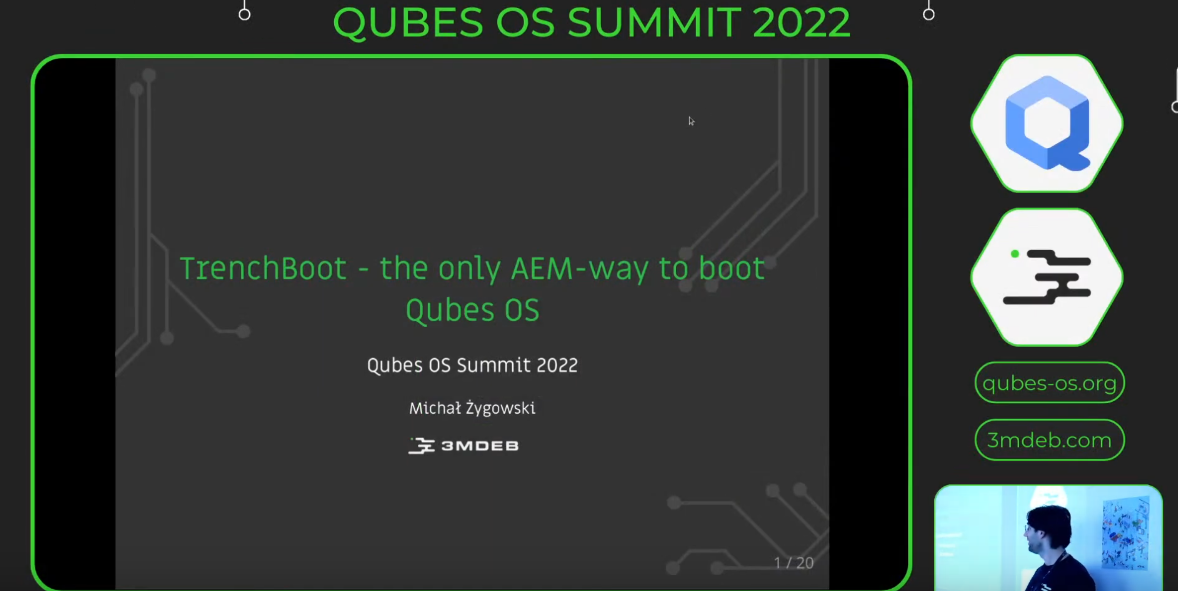 QUBES OS SUMMIT 2022
TrenchBoot - the only AEM-way to boot
Qubes OS
Qubes OS Summit 2022
Michał Żygowski
3MDEB
1 / 20
qubes-os.org
3mdeb.com